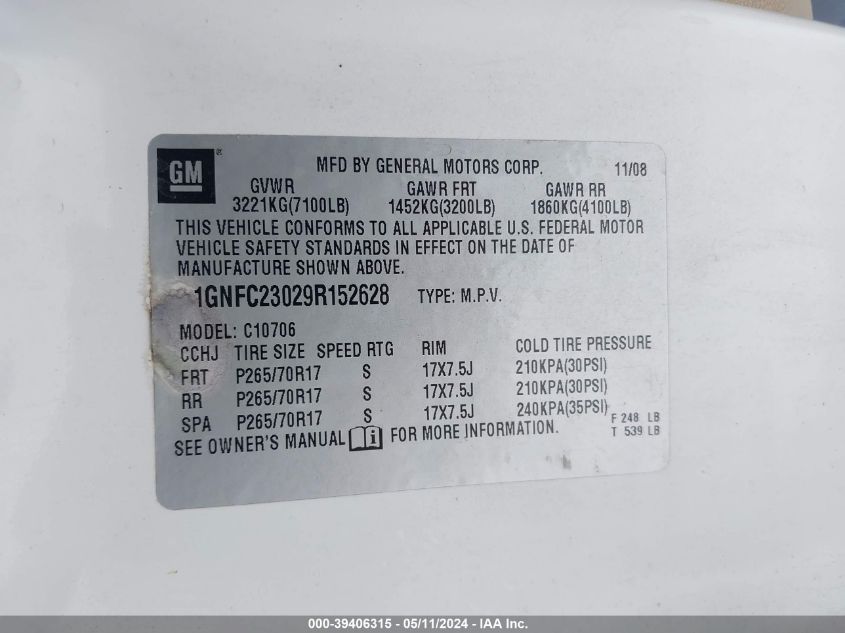 GM
MFD BY GENERAL MOTORS CORP. 11/08
GVWR GAWR FRT GAWR RR
3221KG(7100LB) 1452KG(3200LB) 1860KG(4100LB)
THIS VEHICLE CONFORMS TO ALL APPLICABLE U.S. FEDERAL MOTOR
VEHICLE SAFETY STANDARDS IN EFFECT ON THE DATE OF
MANUFACTURE SHOWN ABOVE.
1GNFC23029R152628 TYPE: M.P.V.
MODEL: C10706
CCHJ TIRE SIZE SPEED RTG RIM COLD TIRE PRESSURE
FRT P265/70R17 S 17X7.5J 210KPA(30PSI)
RR P265/70R17 S 17X7.5J 210KPA(30PSI)
SPA P265/70R17 S 17X7.5J 240KPA(35PSI) F 248 LB
SEE OWNER'S MANUAL FOR MORE INFORMATION. T 539 LB
000-39406315 - 05/11/2024 - IAA Inc.